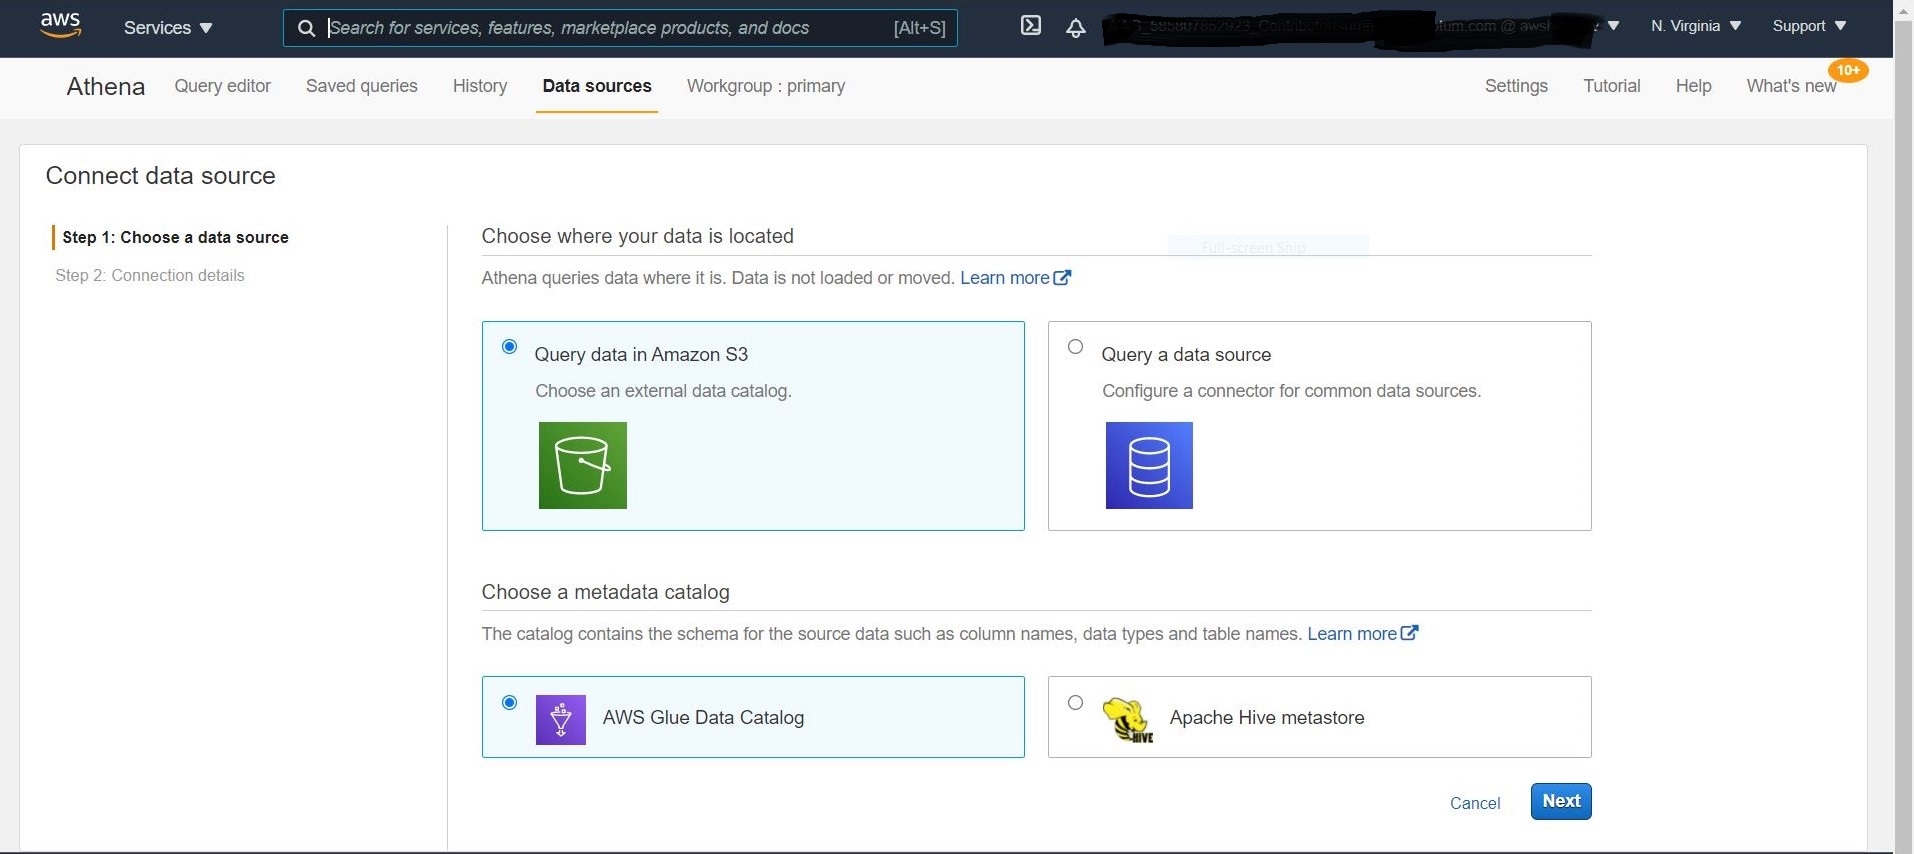 aws Services Search for services, features, marketplace products, and docs [Alt+S] N. Virginia Support
10+
Athena Query editor Saved queries History Data sources Workgroup : primary Settings Tutorial Help What's new
Connect data source
Step 1: Choose a data source
Step 2: Connection details
Choose where your data is located
Full-screen Snip
Athena queries data where it is. Data is not loaded or moved. Learn more
Query data in Amazon S3
Choose an external data catalog.
Query a data source
Configure a connector for common data sources.
Choose a metadata catalog
The catalog contains the schema for the source data such as column names, data types and table names. Learn more
AWS Glue Data Catalog
HIVE
Apache Hive metastore
Cancel Next